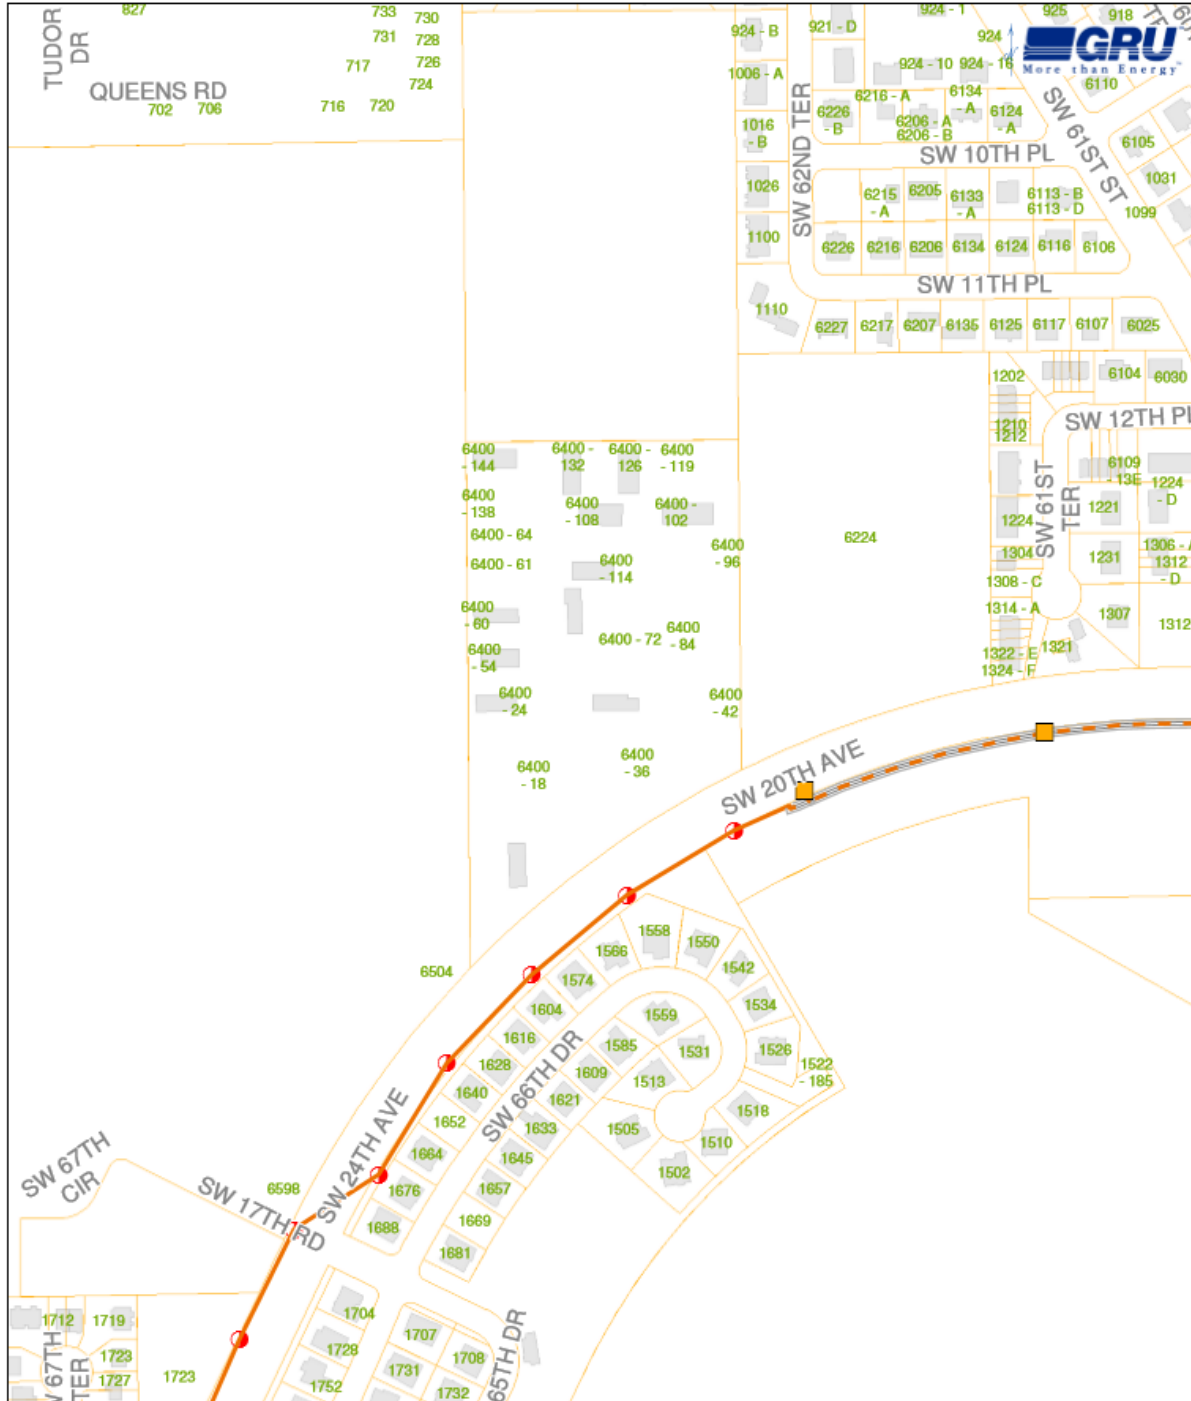 827
733
730
731
728
717
726
724
TUDOR
DR
QUEENS RD
702
706
716
720
924 - B
921 - D
924 - 1
925
918
924
GRU
More than Energy
1006 - A
924 - 10
924 - 16
6110
6216 - A
6134
- A
6226
- B
6206 - A
6206 - B
6124
- A
1016
- B
SW 62ND TER
SW 10TH PL
SW 61ST ST
6105
1031
1026
6215
- A
6205
6133
- A
6113 - B
6113 - D
1099
1100
6226
6216
6206
6134
6124
6116
6106
SW 11TH PL
1110
6227
6217
6207
6135
6125
6117
6107
6025
1202
6104
6030
1210
1212
SW 12TH PL
6400
- 144
6400 -
132
6400 -
126
6400
- 119
6109
- 13E
1224
- D
6400
- 138
6400
- 108
6400 -
102
SW 61ST
TER
1224
1221
6400 - 64
6224
6400 - 61
6400
- 114
6400
- 96
1304
1231
1306 - A
1312
- D
1308 - C
6400
- 60
1314 - A
1307
1312
6400 - 72
6400
- 84
6400
- 54
1322 - E
1324 - F
1321
6400
- 24
6400
- 42
6400
- 18
6400
- 36
SW 20TH AVE
6504
1558
1550
1566
1542
1574
1534
1604
1559
1616
1585
1531
1526
1522
- 185
1628
SW 66TH DR
1609
1513
1640
1621
1518
1652
1633
1505
1510
1664
1645
1502
SW 24TH AVE
1676
1657
SW 67TH
CIR
6598
SW 17TH RD
1688
1669
1681
1704
1712
1719
1728
1707
1708
1723
1731
1727
1723
1752
1732
W 67TH
TER
65TH DR